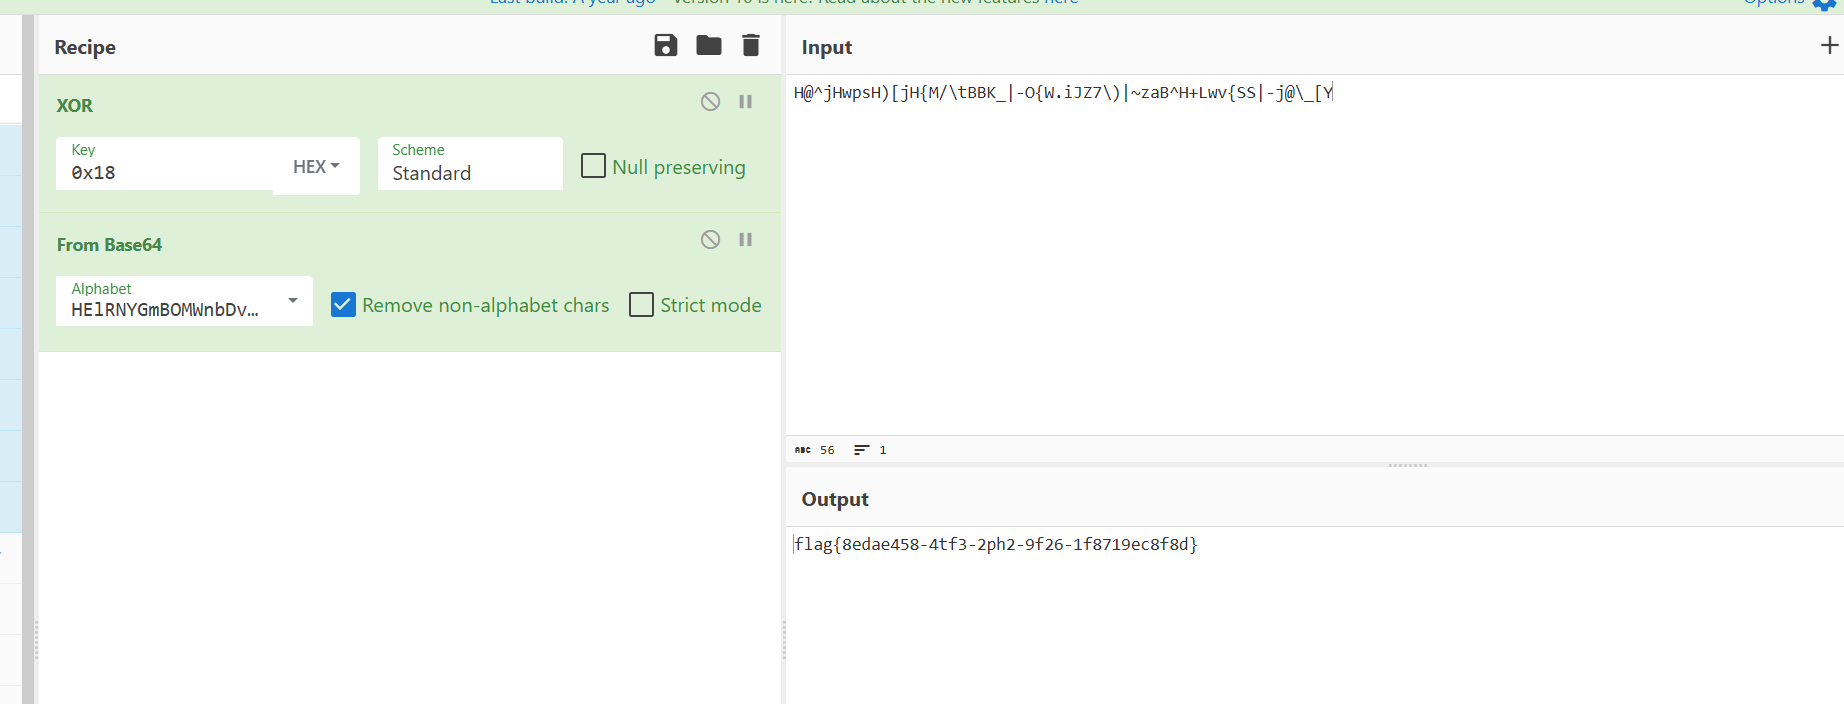 Last build: A year ago - Version 10 is here! Read about the new features here
Options
Recipe
Input
XOR
Key
0x18
HEX
Scheme
Standard
Null preserving
From Base64
Alphabet
HElRNYGmBOMWnbDv…
Remove non-alphabet chars
Strict mode
H@^jHwpsH)[jH{M/\tBBK_|-O{W.iJZ7\)|~zaB^H+Lwv{SS|-j@\_[Y
ABC 56 1
Output
flag{8edae458-4tf3-2ph2-9f26-1f8719ec8f8d}